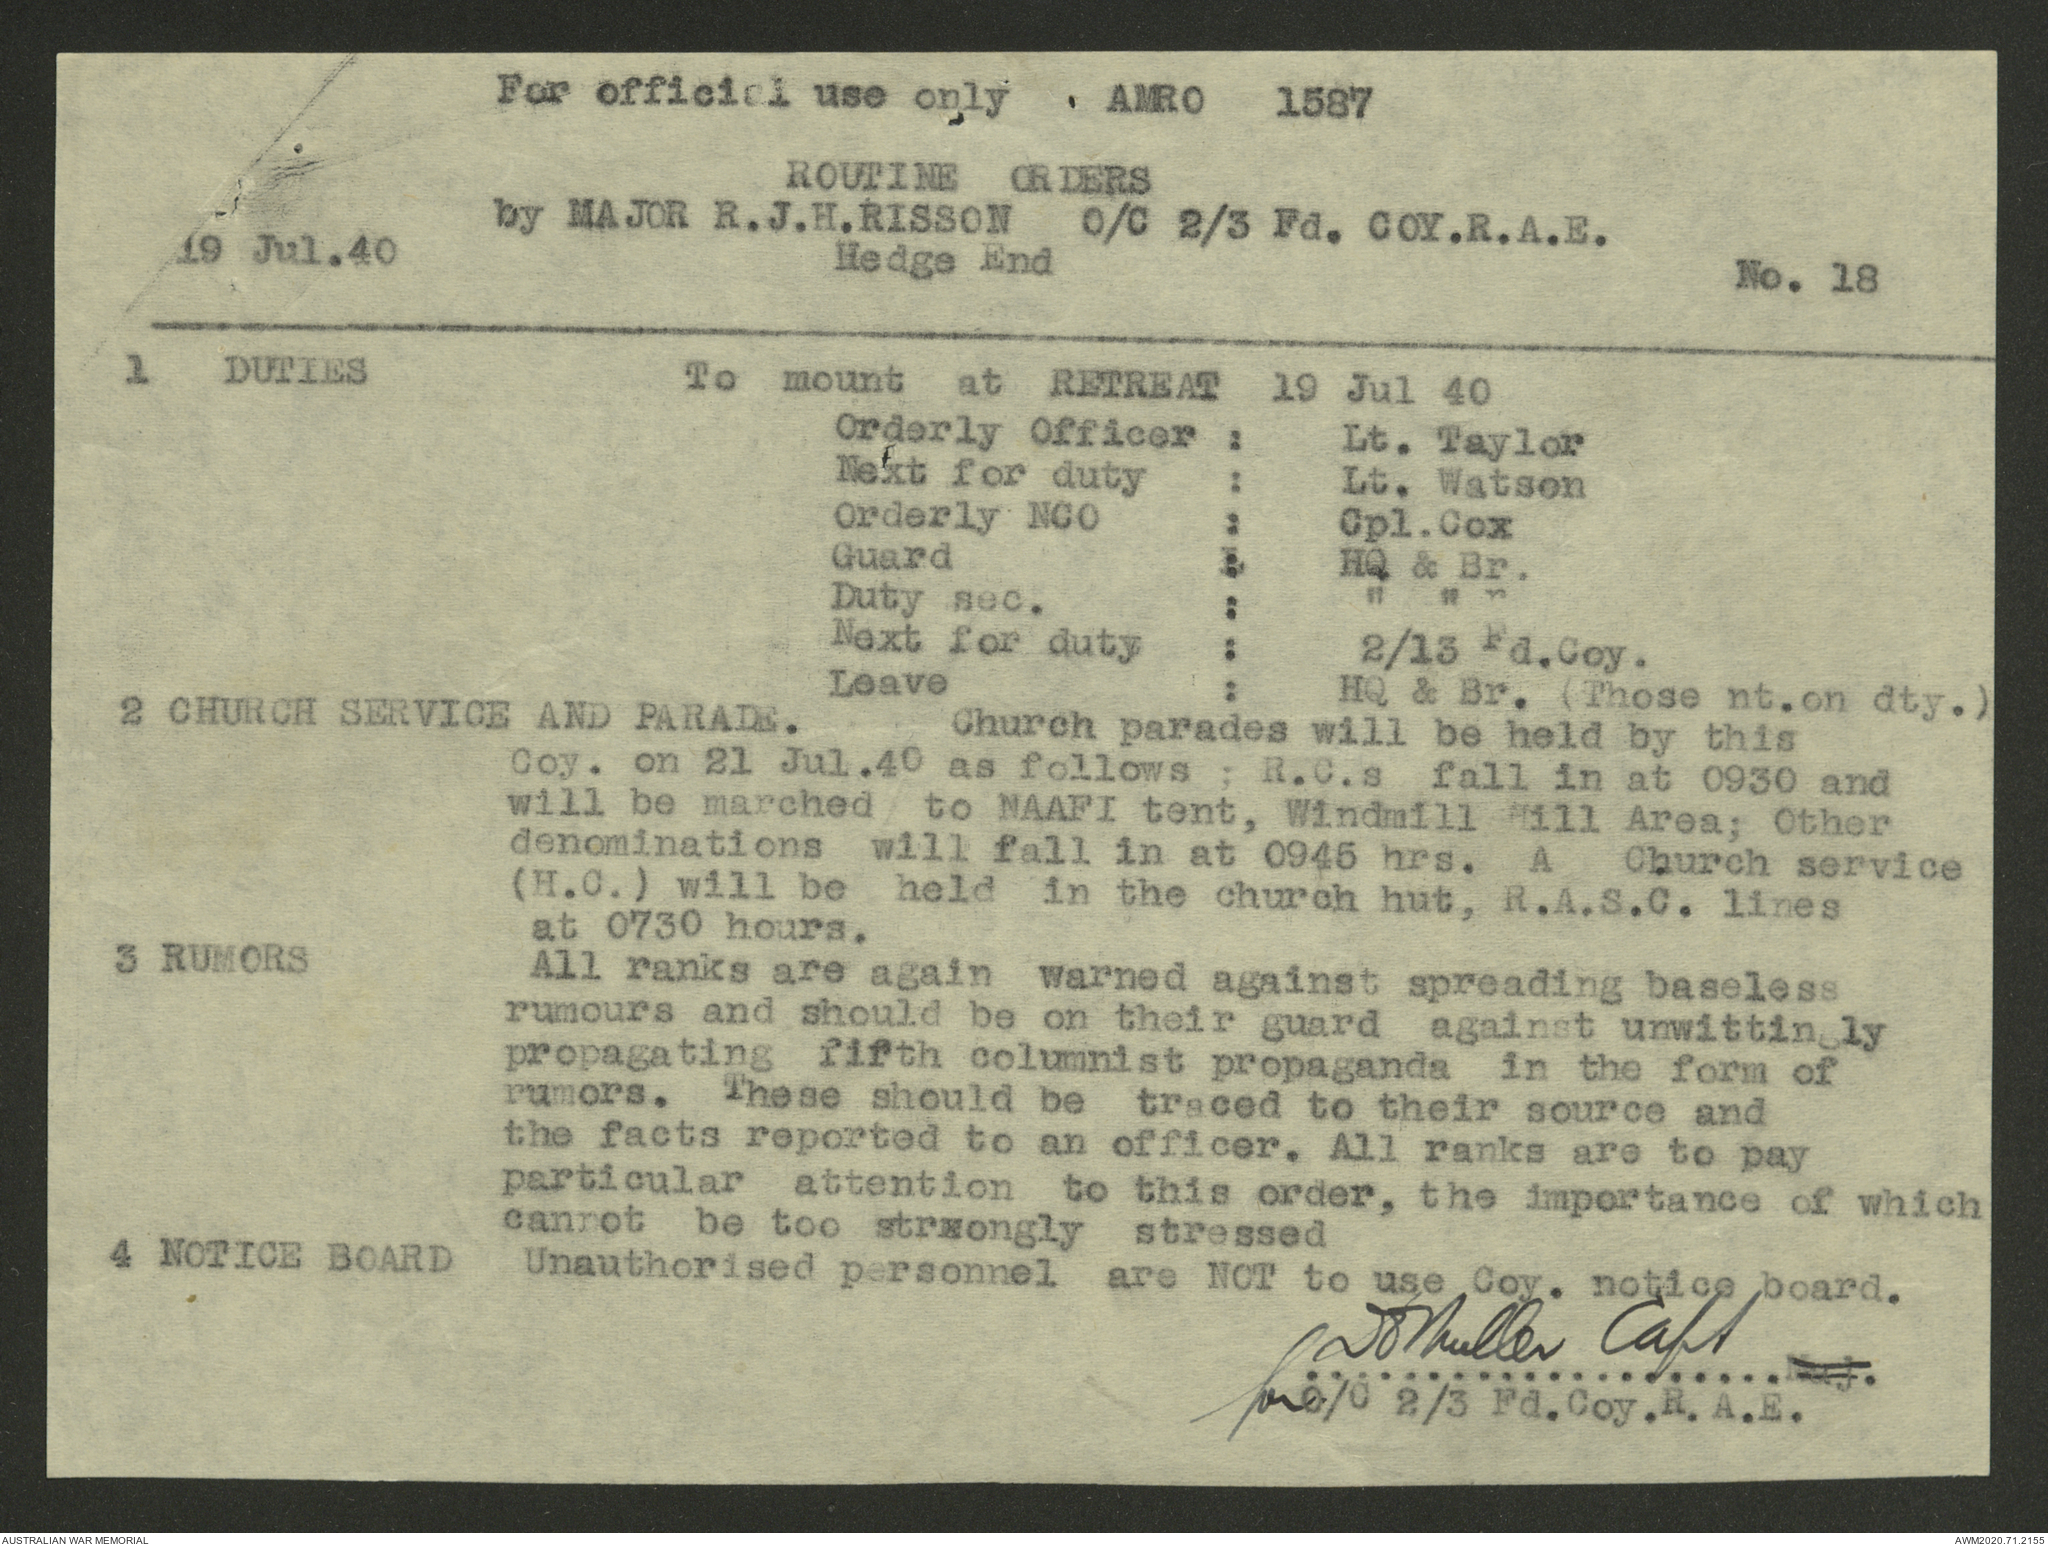 For official use only . AMRO 1587
ROUTINE ORDERS
by MAJOR R.J.H.RISSON O/C 2/3 Fd. COY.R.A.E.
19 Jul.40 Hedge End No. 18
1 DUTIES To mount at RETREAT 19 Jul 40
Orderly Officer : Lt. Taylor
Next for duty : Lt. Watson
Orderly NCO : Cpl.Cox
Guard : HQ & Br.
Duty sec. : " " "
Next for duty : 2/13 Fd.Coy.
Leave : HQ & Br. (Those nt.on dty.)
2 CHURCH SERVICE AND PARADE. Church parades will be held by this
Coy. on 21 Jul.40 as follows ; R.C.s fall in at 0930 and
will be marched to NAAFI tent, Windmill Hill Area; Other
denominations will fall in at 0945 hrs. A Church service
(H.C.) will be held in the church hut, R.A.S.C. lines
at 0730 hours.
3 RUMORS All ranks are again warned against spreading baseless
rumours and should be on their guard against unwittingly
propagating fifth columnist propaganda in the form of
rumors. These should be traced to their source and
the facts reported to an officer. All ranks are to pay
particular attention to this order, the importance of which
cannot be too strxongly stressed
4 NOTICE BOARD Unauthorised personnel are NOT to use Coy. notice board.
Muller Capt
....................Maj.
for O/C 2/3 Fd.Coy.R.A.E.
AUSTRALIAN WAR MEMORIAL AWM2020.71.2155